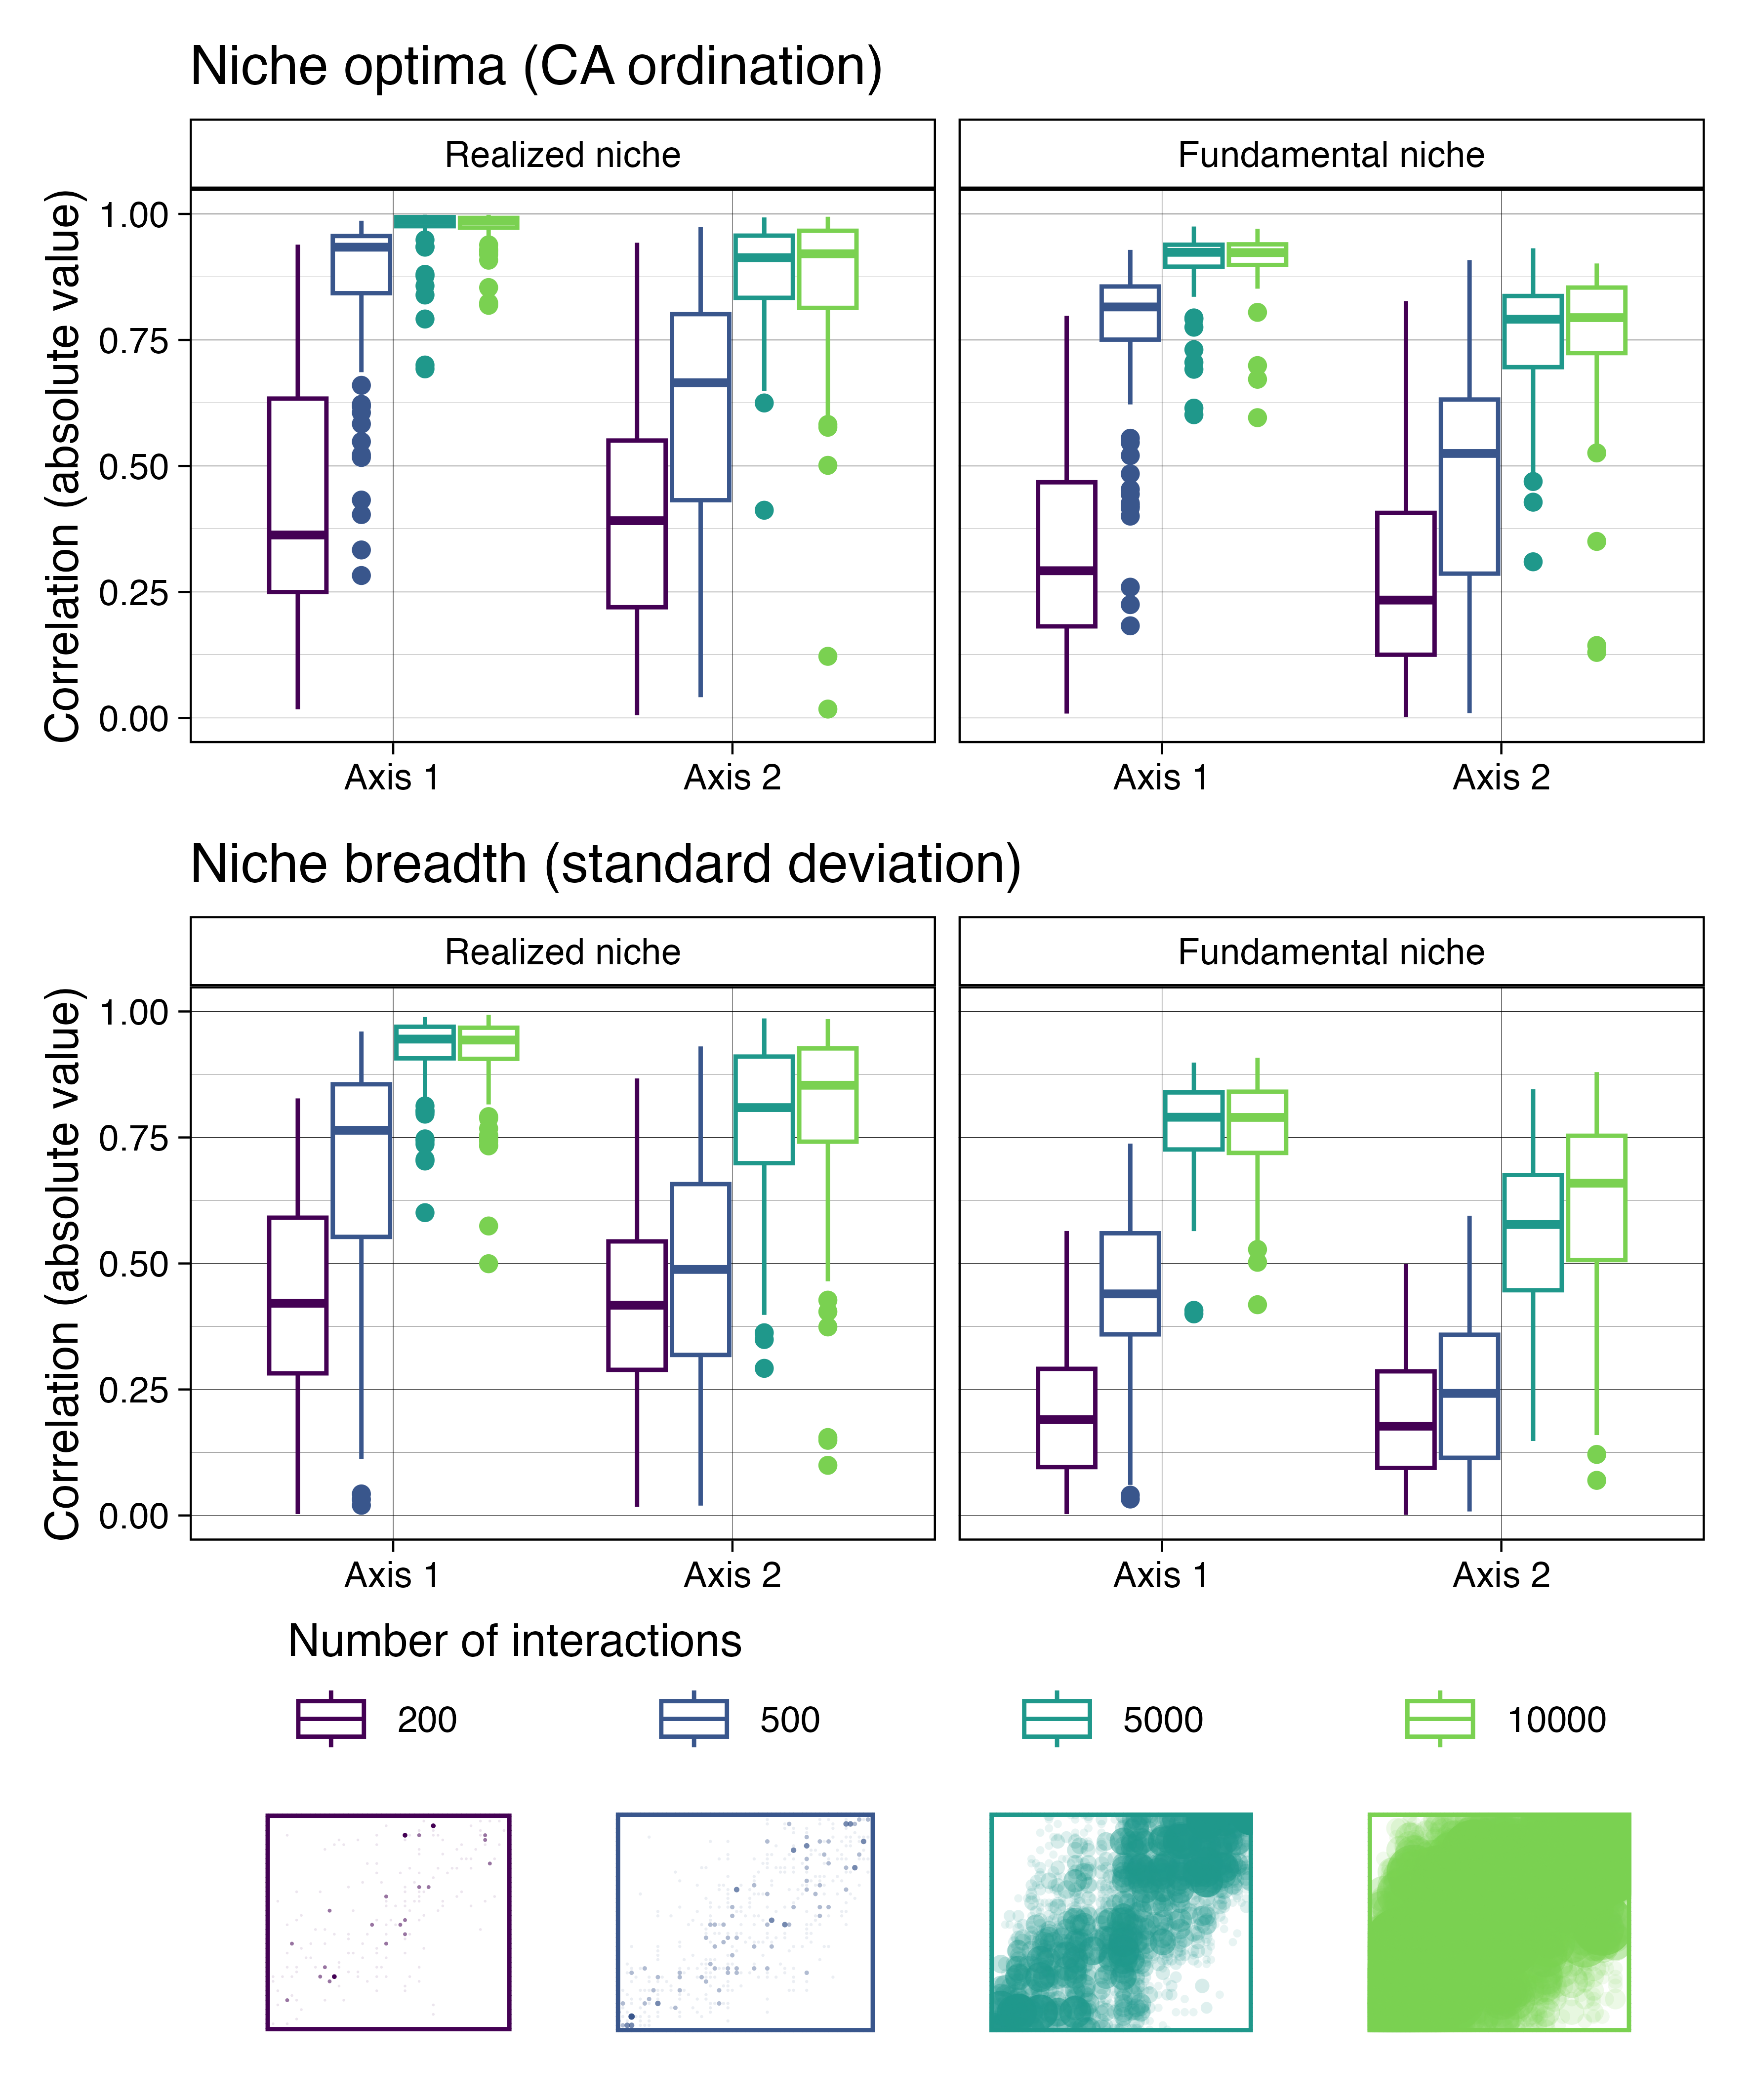 Niche optima (CA ordination)
Realized niche
Fundamental niche
Correlation (absolute value)
1.00
0.75
0.50
0.25
0.00
Axis 1
Axis 2
Axis 1
Axis 2
Niche breadth (standard deviation)
Realized niche
Fundamental niche
Correlation (absolute value)
1.00
0.75
0.50
0.25
0.00
Axis 1
Axis 2
Axis 1
Axis 2
Number of interactions
200
500
5000
10000